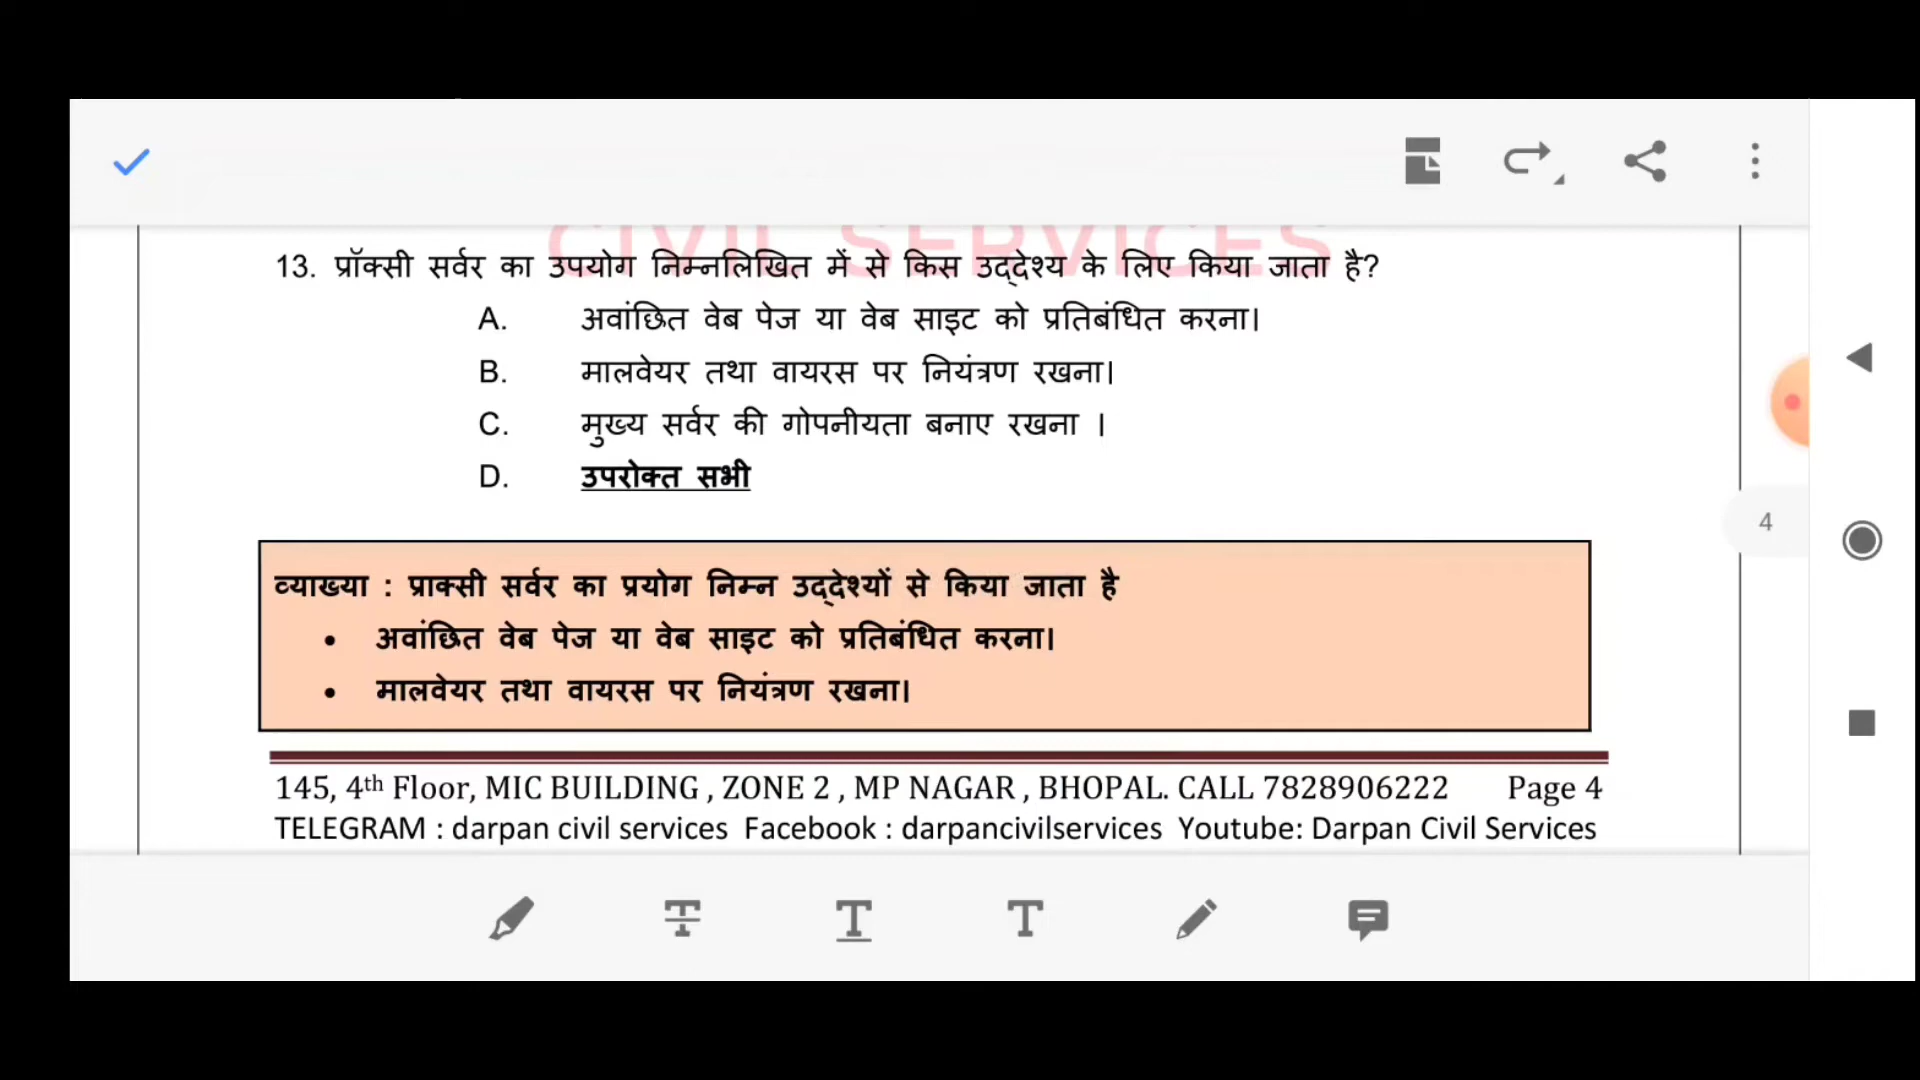 CIVIL SERVICES
13. प्रॉक्सी सर्वर का उपयोग निम्नलिखित में से किस उद्देश्य के लिए किया जाता है?
A. अवांछित वेब पेज या वेब साइट को प्रतिबंधित करना।
B. मालवेयर तथा वायरस पर नियंत्रण रखना।
C. मुख्य सर्वर की गोपनीयता बनाए रखना ।
D. उपरोक्त सभी
4
व्याख्या : प्राक्सी सर्वर का प्रयोग निम्न उद्देश्यों से किया जाता है
• अवांछित वेब पेज या वेब साइट को प्रतिबंधित करना।
• मालवेयर तथा वायरस पर नियंत्रण रखना।
145, 4th Floor, MIC BUILDING , ZONE 2 , MP NAGAR , BHOPAL. CALL 7828906222 Page 4
TELEGRAM : darpan civil services Facebook : darpancivilservices Youtube: Darpan Civil Services